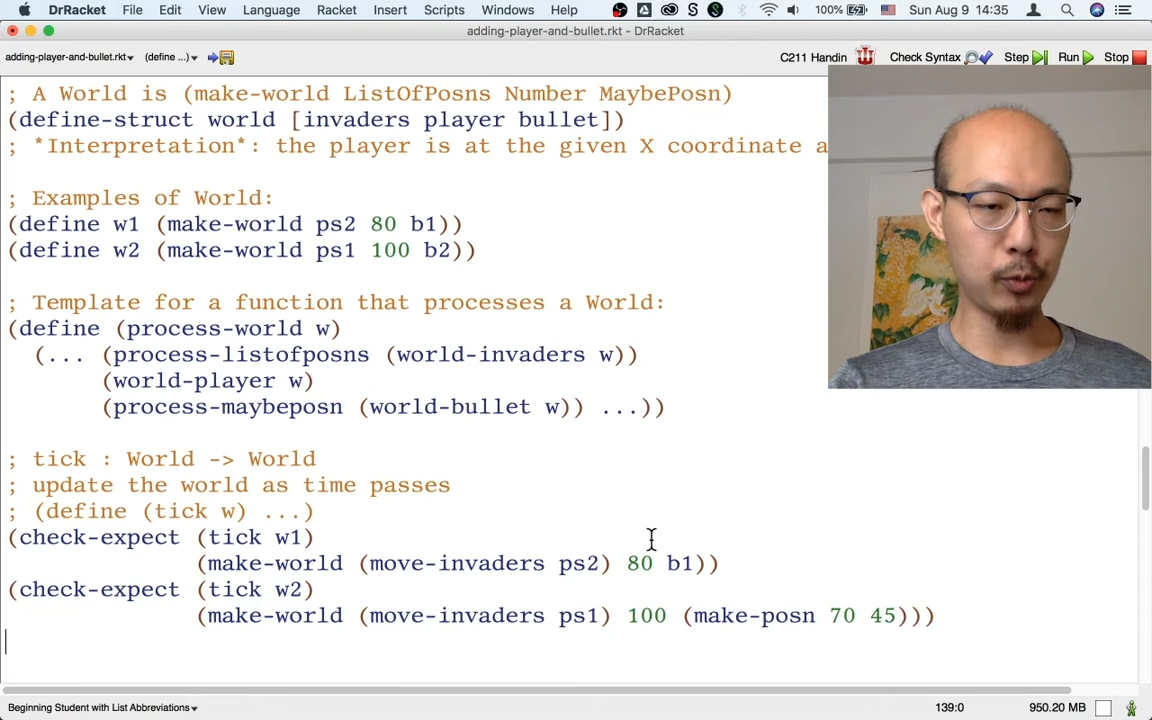 DrRacket File Edit View Language Racket Insert Scripts Windows Help 100% Sun Aug 9 14:35
adding-player-and-bullet.rkt - DrRacket
adding-player-and-bullet.rkt (define ...) C211 Handin Check Syntax Step Run Stop
; A World is (make-world ListOfPosns Number MaybePosn)
(define-struct world [invaders player bullet])
; *Interpretation*: the player is at the given X coordinate a
; Examples of World:
(define w1 (make-world ps2 80 b1))
(define w2 (make-world ps1 100 b2))
; Template for a function that processes a World:
(define (process-world w)
(... (process-listofposns (world-invaders w))
(world-player w)
(process-maybeposn (world-bullet w)) ...))
; tick : World -> World
; update the world as time passes
; (define (tick w) ...)
(check-expect (tick w1)
(make-world (move-invaders ps2) 80 b1))
(check-expect (tick w2)
(make-world (move-invaders ps1) 100 (make-posn 70 45)))
Beginning Student with List Abbreviations 139:0 950.20 MB